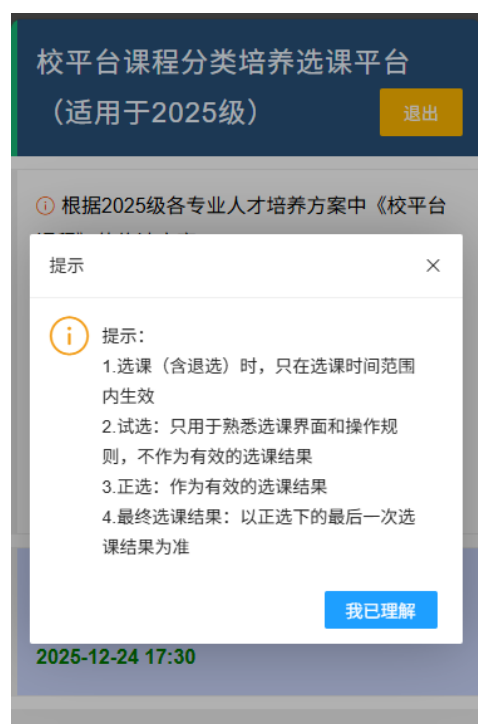 校平台课程分类培养选课平台
（适用于2025级）
退出
根据2025级各专业人才培养方案中《校平台
提示
提示：
1.选课（含退选）时，只在选课时间范围
内生效
2.试选：只用于熟悉选课界面和操作规
则，不作为有效的选课结果
3.正选：作为有效的选课结果
4.最终选课结果：以正选下的最后一次选
课结果为准
我已理解
2025-12-24 17:30